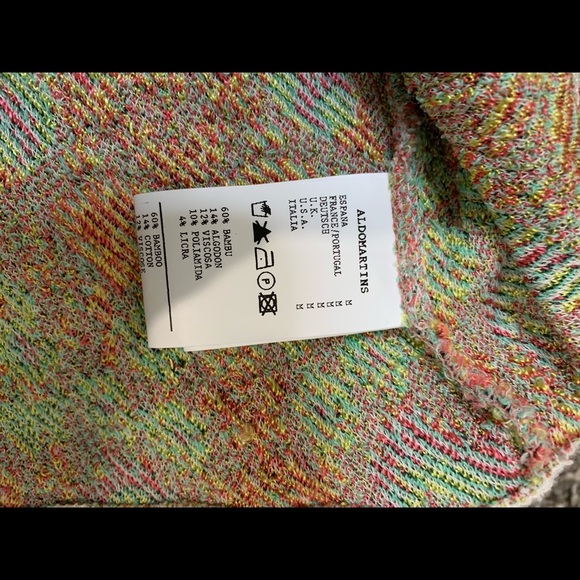 ALDOMARTINS
ESPANA M
FRANCE/PORTUGAL M
DEUTSCH M
U.K. M
U.S.A. M
ITALIA M
P
60% BAMBU
14% ALGODON
12% VISCOSA
10% POLIAMIDA
4% LICRA
60% BAMBOO
14% COTTON